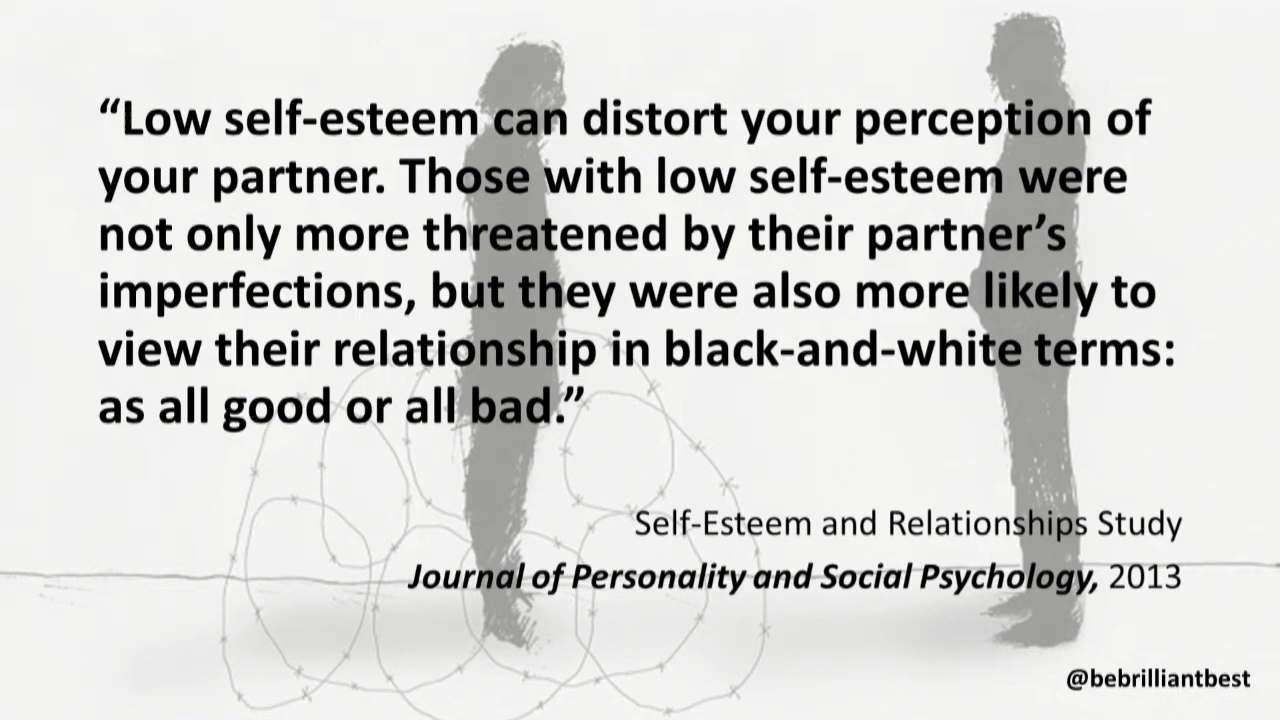 “Low self-esteem can distort your perception of
your partner. Those with low self-esteem were
not only more threatened by their partner’s
imperfections, but they were also more likely to
view their relationship in black-and-white terms:
as all good or all bad.”
Self-Esteem and Relationships Study
Journal of Personality and Social Psychology, 2013
@bebrilliantbest